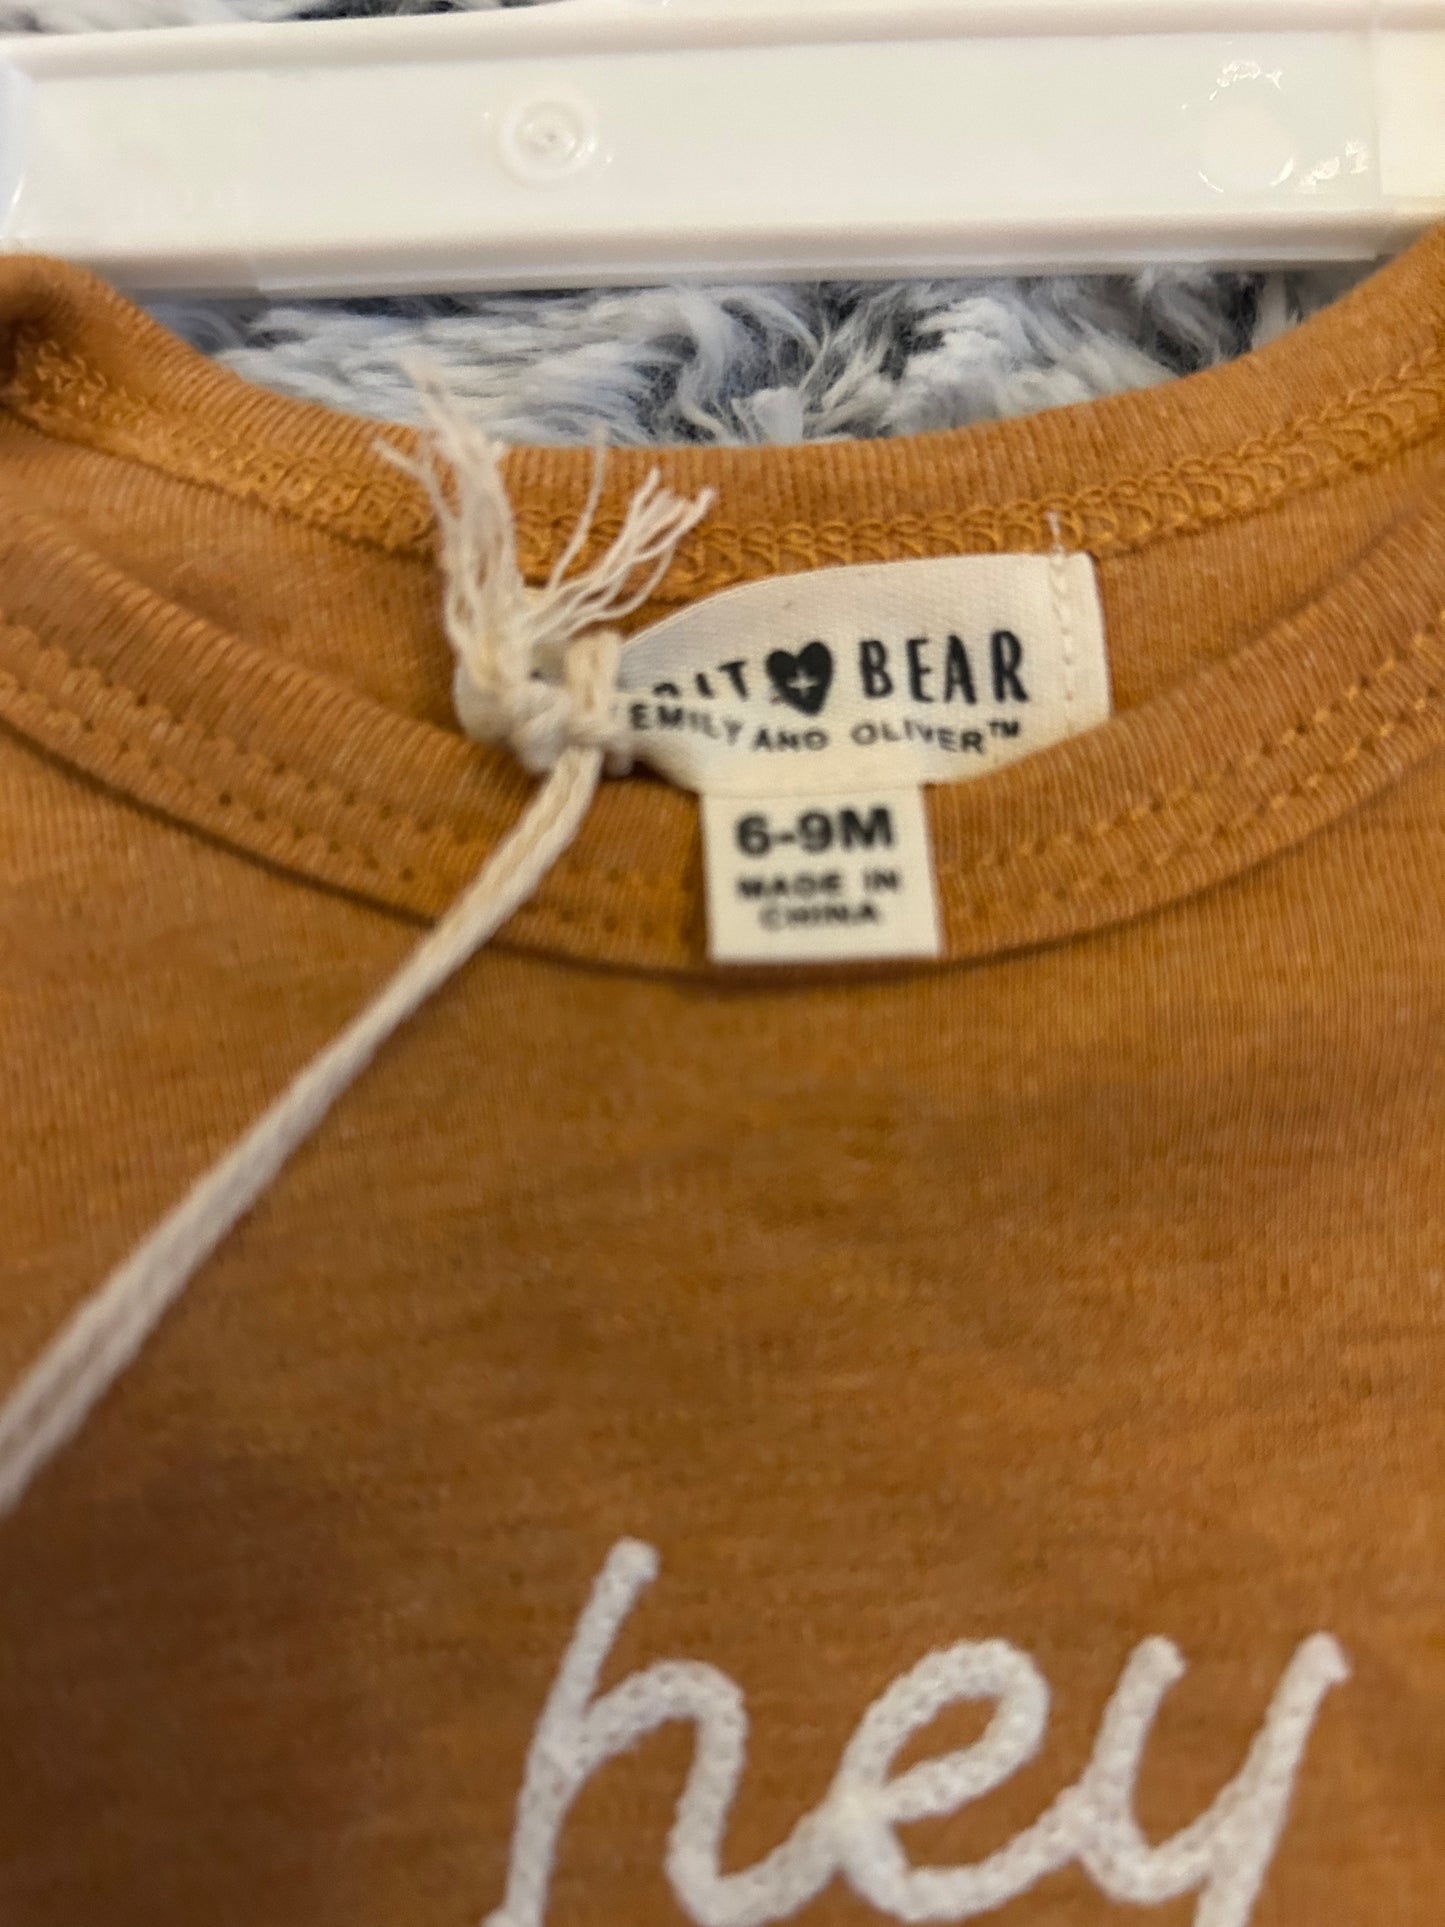 BEAR
EMILY AND OLIVER™
6-9M
MADE IN
CHINA
hey